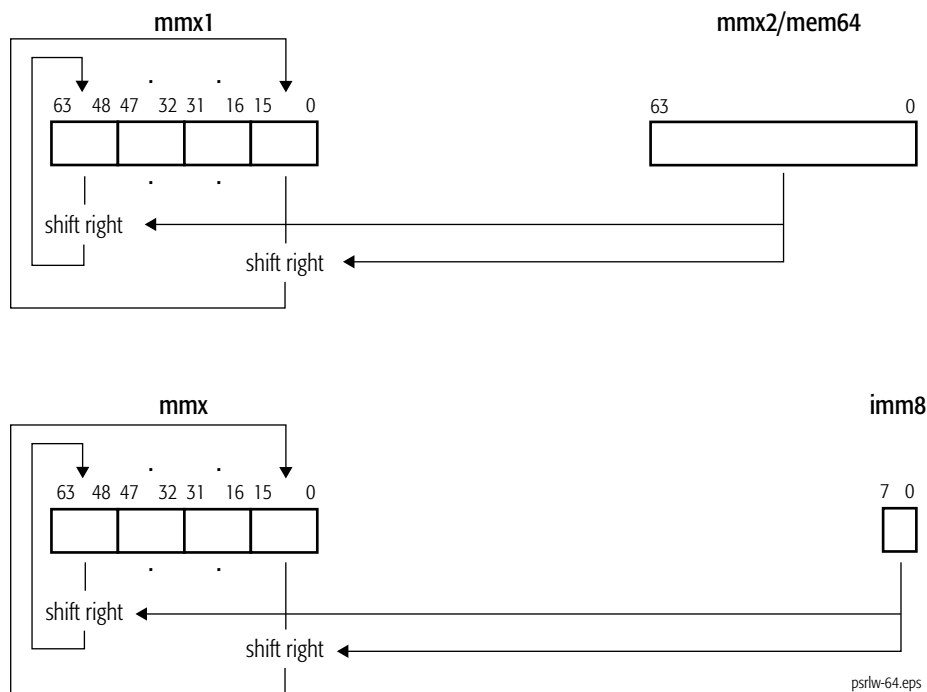 mmx1 mmx2/mem64
. .
63 48 47 32 31 16 15 0 63 0
. .
shift right
shift right
mmx imm8
. .
63 48 47 32 31 16 15 0 7 0
. .
shift right
shift right
psrlw-64.eps